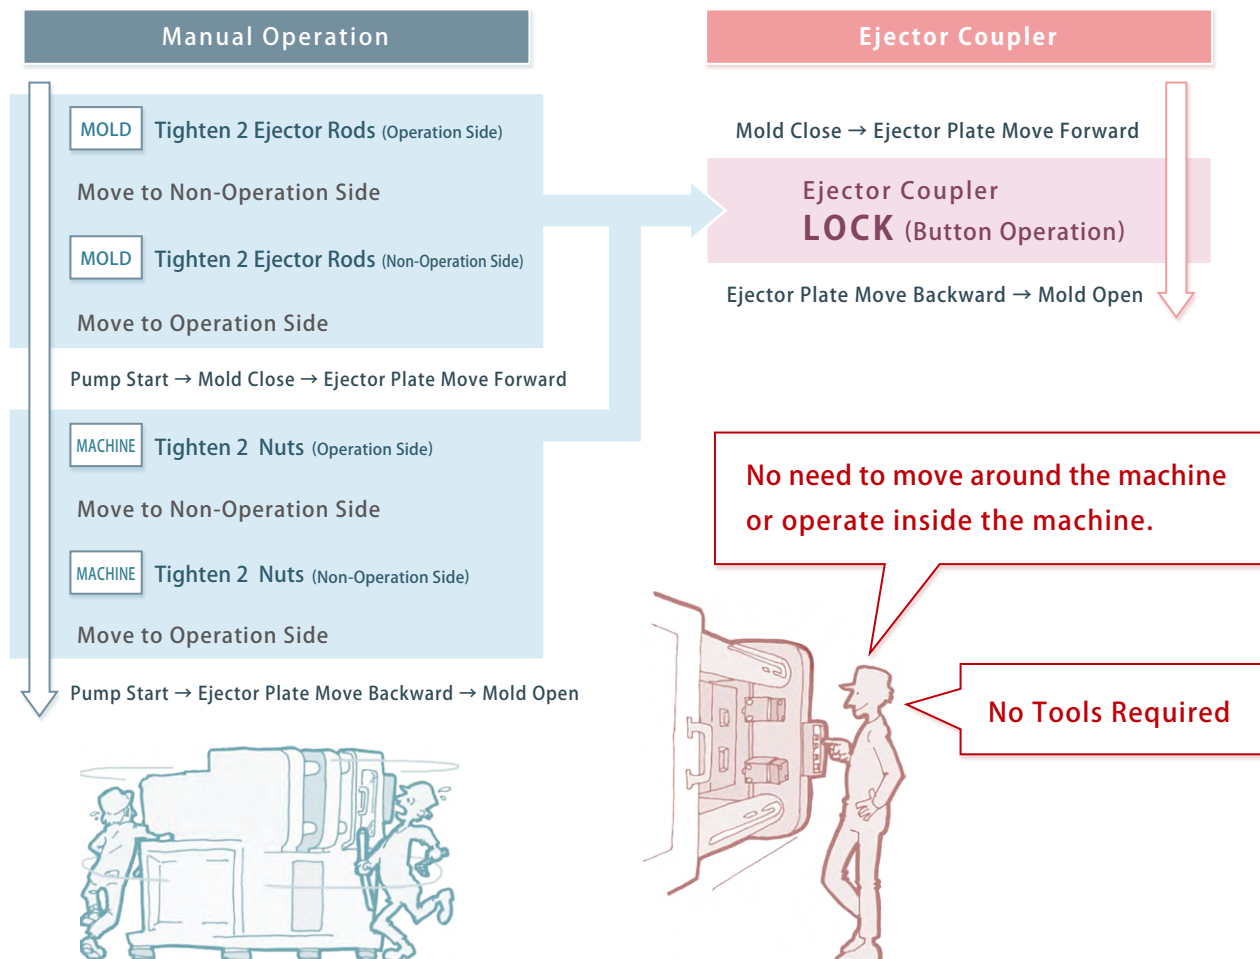 Manual Operation
MOLD Tighten 2 Ejector Rods (Operation Side)
Move to Non-Operation Side
MOLD Tighten 2 Ejector Rods (Non-Operation Side)
Move to Operation Side
Pump Start → Mold Close → Ejector Plate Move Forward
MACHINE Tighten 2 Nuts (Operation Side)
Move to Non-Operation Side
MACHINE Tighten 2 Nuts (Non-Operation Side)
Move to Operation Side
Pump Start → Ejector Plate Move Backward → Mold Open
Ejector Coupler
Mold Close → Ejector Plate Move Forward
Ejector Coupler
LOCK (Button Operation)
Ejector Plate Move Backward → Mold Open
No need to move around the machine
or operate inside the machine.
No Tools Required